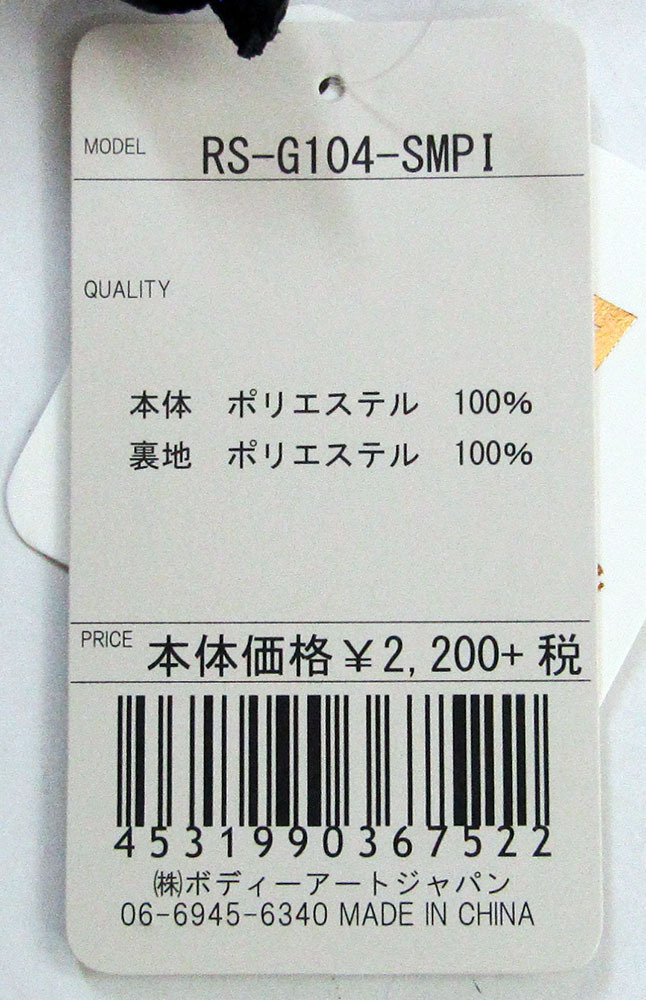 MODEL RS-G104-SMPI
QUALITY
本体 ポリエステル 100%
裏地 ポリエステル 100%
PRICE 本体価格￥2,200+税
4531990367522
㈱ボディーアートジャパン
06-6945-6340 MADE IN CHINA